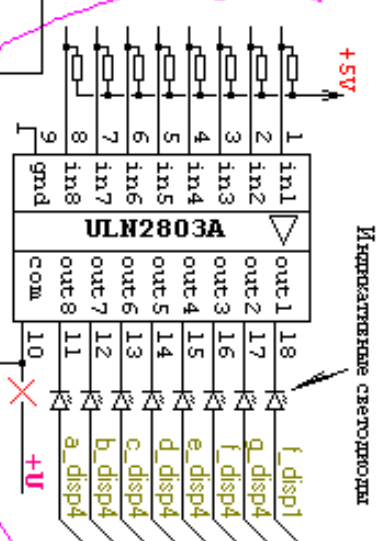 +5V
9 8 7 6 5 4 3 2 1
gnd in8 in7 in6 in5 in4 in3 in2 in1
ULN2803A
com out8 out7 out6 out5 out4 out3 out2 out1
10 11 12 13 14 15 16 17 18
Индикативные светодиоды
+U
a_disp4
b_disp4
c_disp4
d_disp4
e_disp4
f_disp4
g_disp4
f_disp1